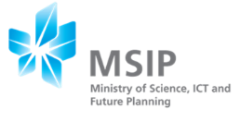 MSIP
Ministry of Science, ICT and
Future Planning